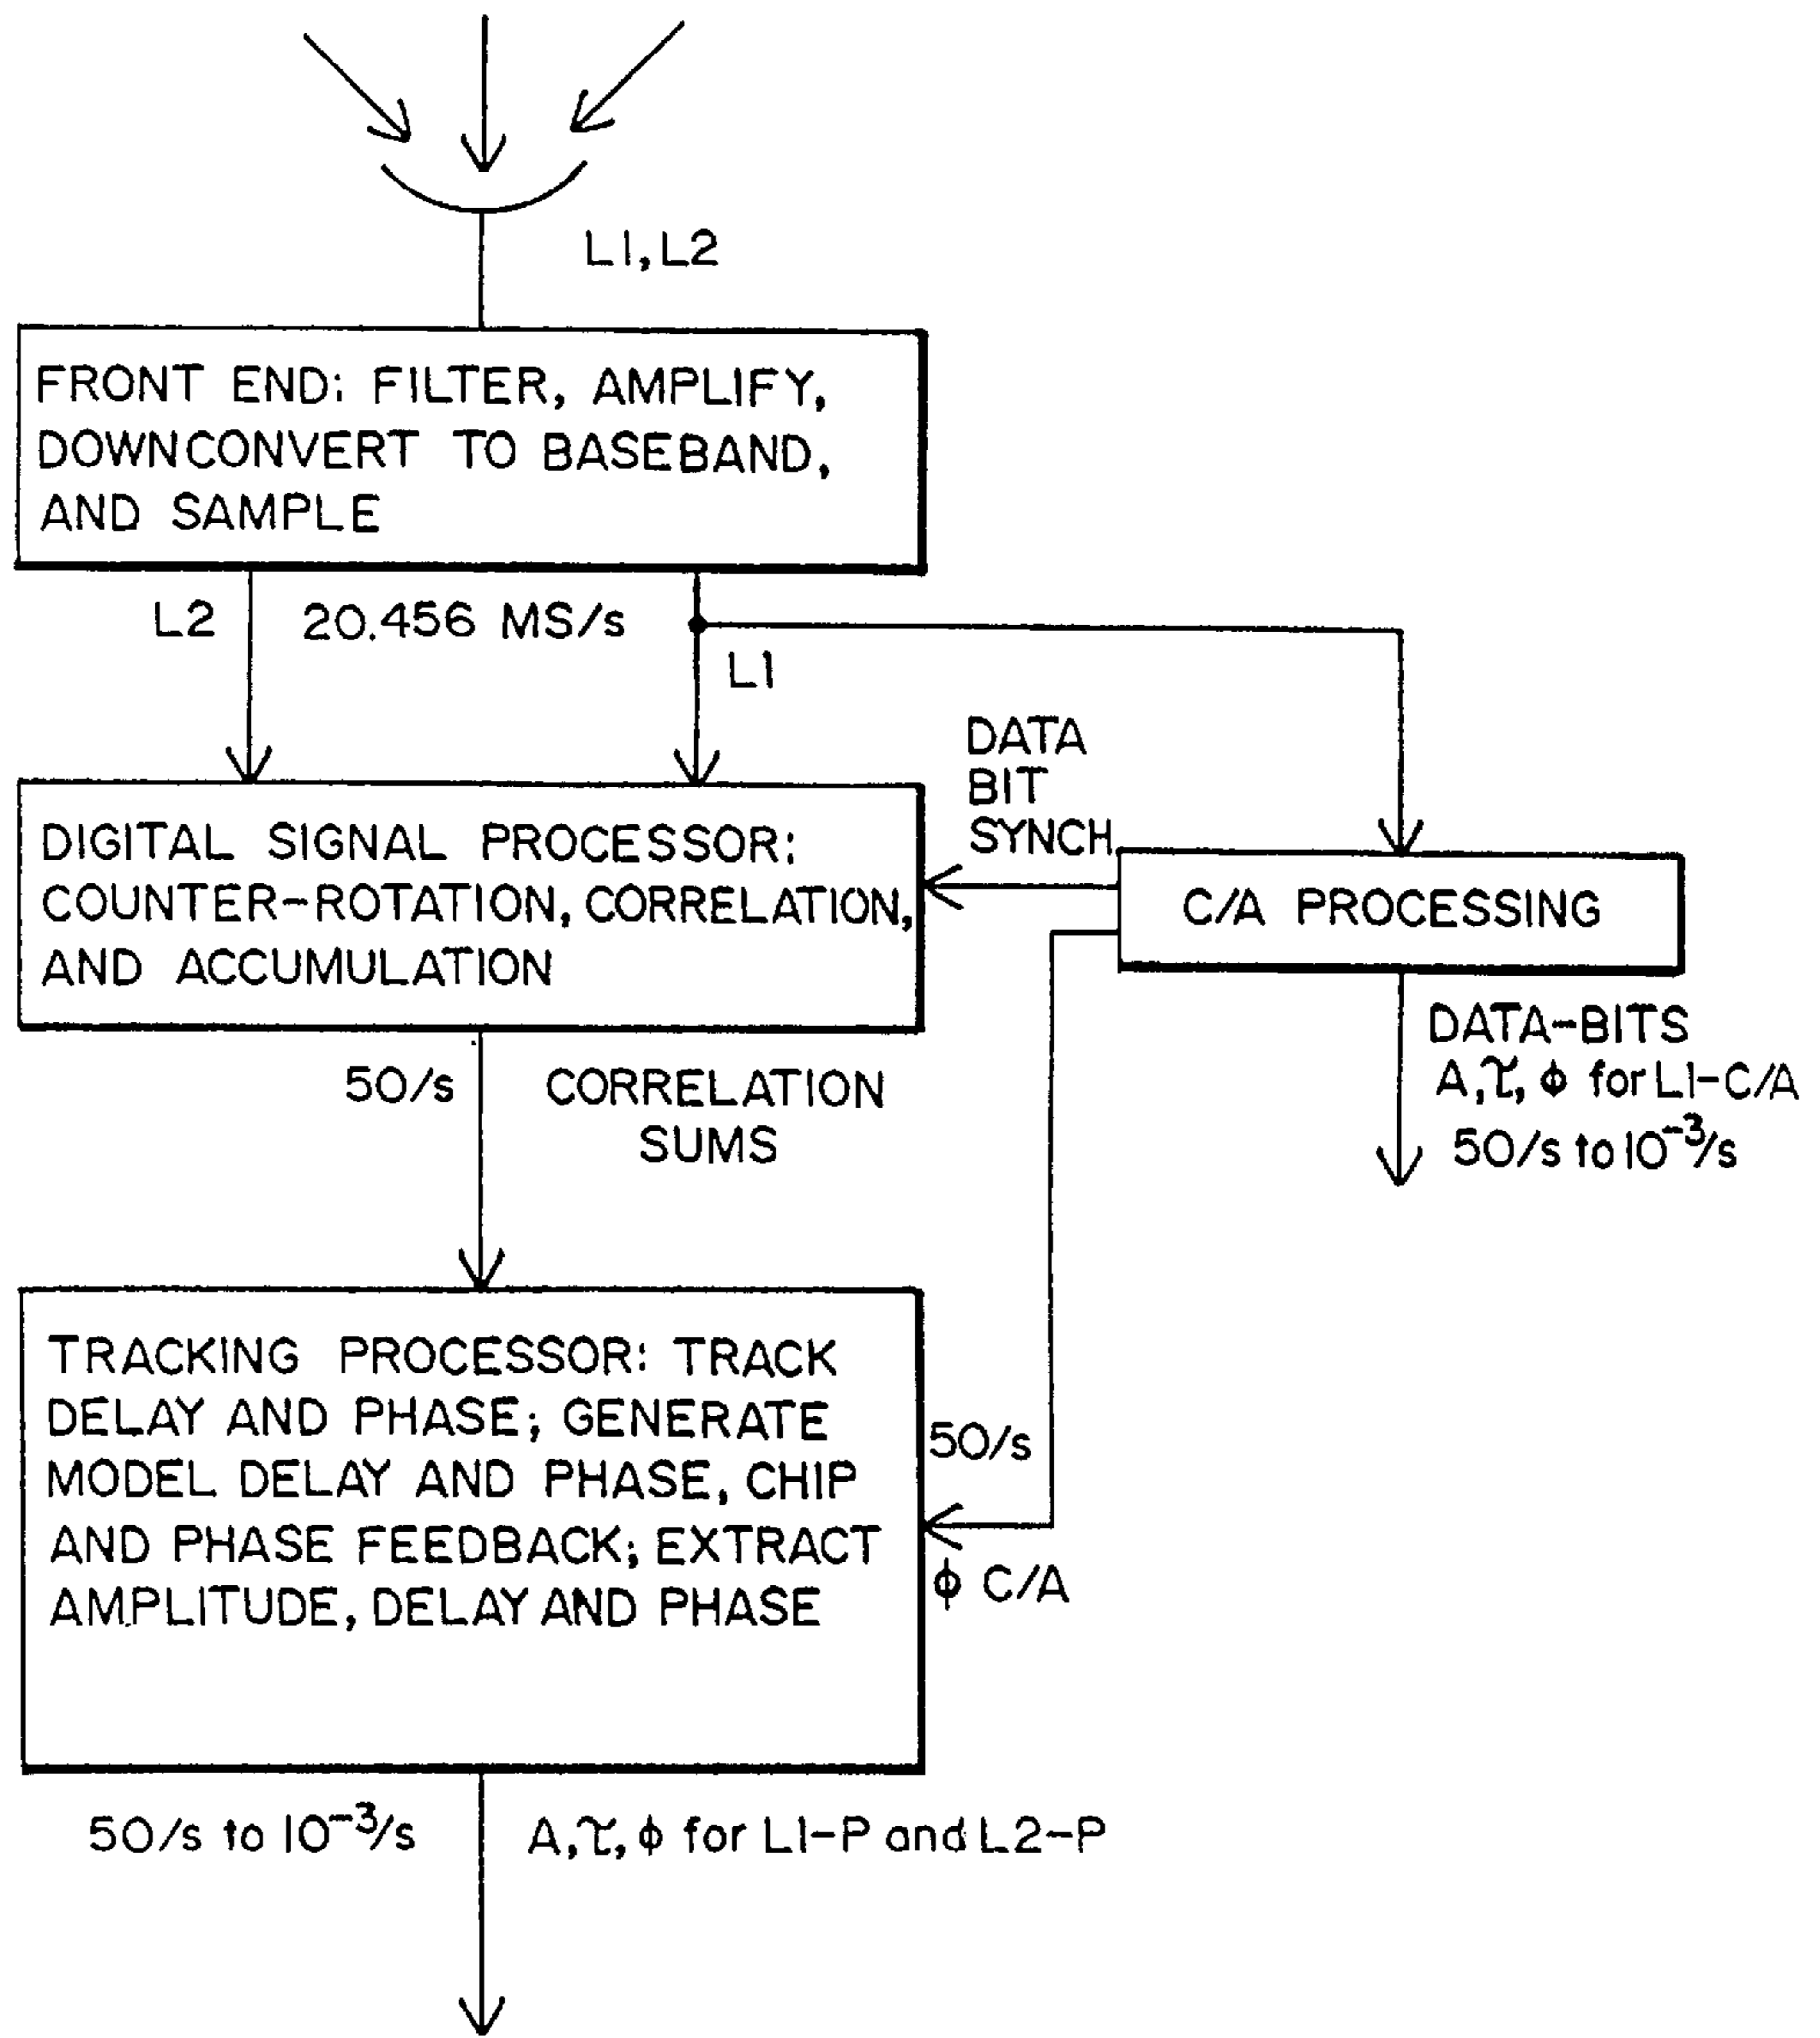 L1, L2
FRONT END: FILTER, AMPLIFY,
DOWNCONVERT TO BASEBAND,
AND SAMPLE
L2
20.456 MS/s
L1
DATA
BIT
SYNCH
DIGITAL SIGNAL PROCESSOR:
COUNTER-ROTATION, CORRELATION,
AND ACCUMULATION
C/A PROCESSING
DATA-BITS
A, τ, ϕ for L1-C/A
50/s to 10⁻³/s
50/s
CORRELATION
SUMS
TRACKING PROCESSOR: TRACK
DELAY AND PHASE; GENERATE
MODEL DELAY AND PHASE, CHIP
AND PHASE FEEDBACK; EXTRACT
AMPLITUDE, DELAY AND PHASE
50/s
ϕ C/A
50/s to 10⁻³/s
A, τ, ϕ for L1-P and L2-P